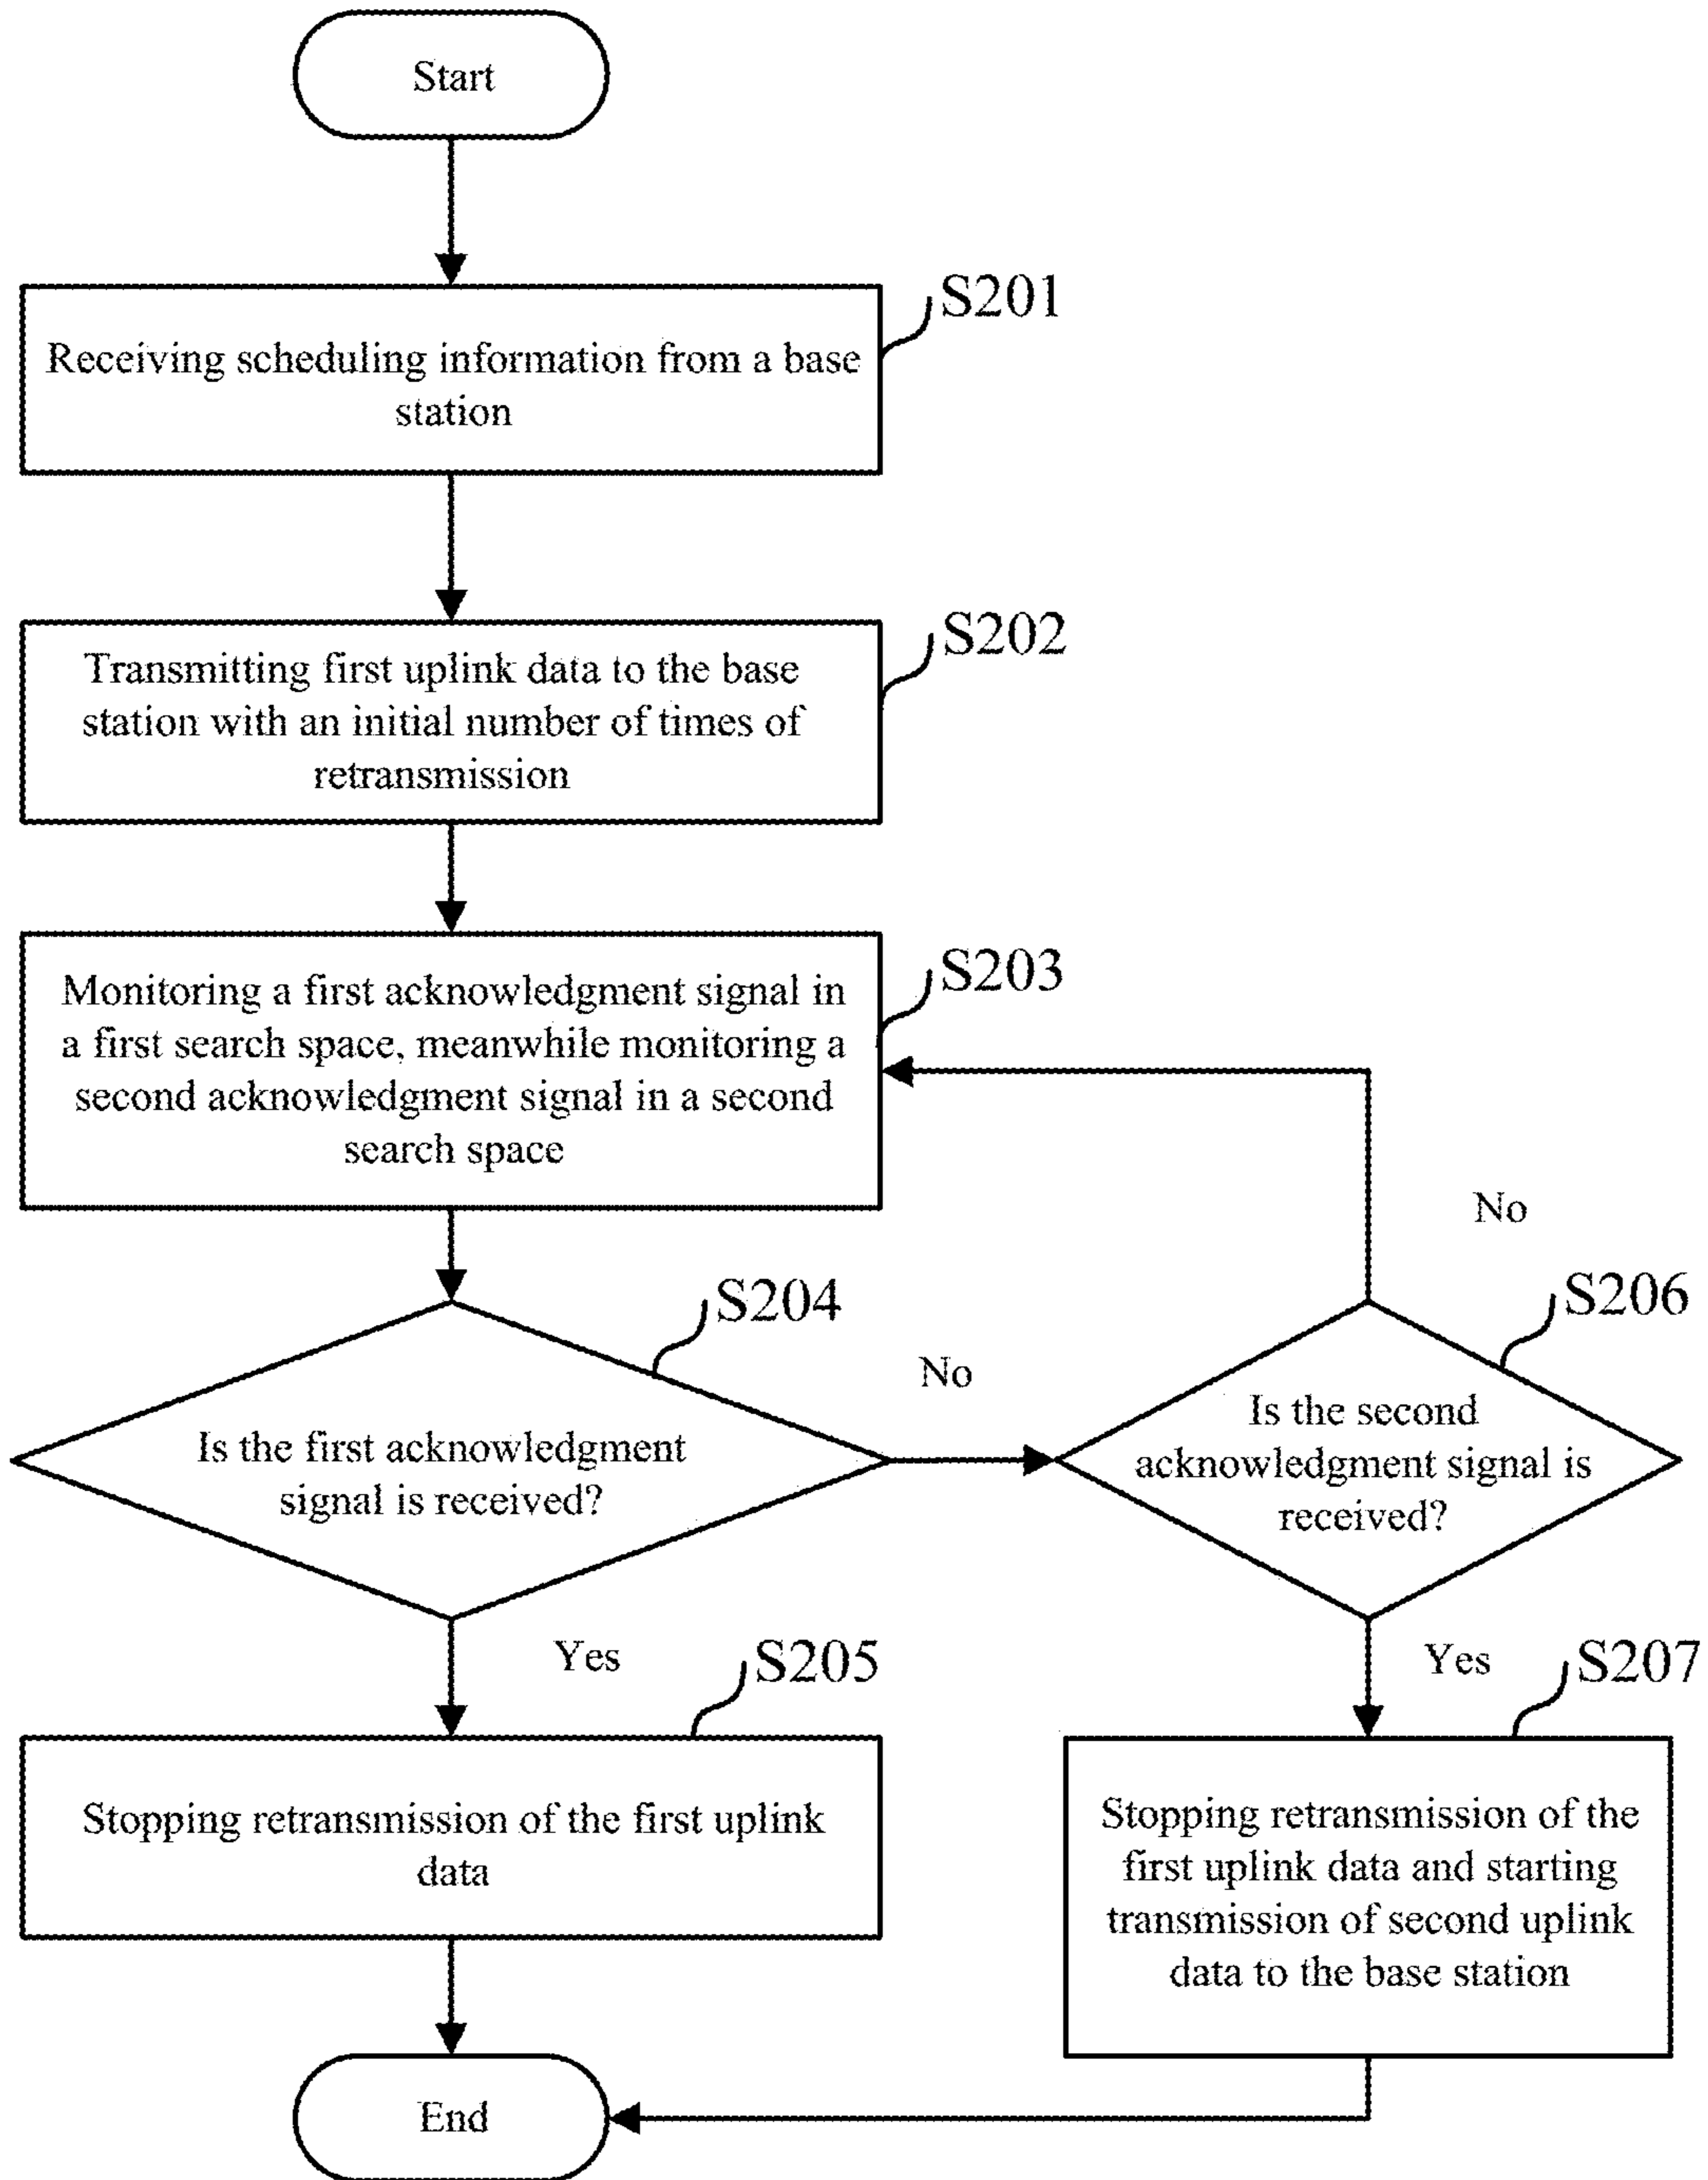 Start
S201
Receiving scheduling information from a base
station
S202
Transmitting first uplink data to the base
station with an initial number of times of
retransmission
S203
Monitoring a first acknowledgment signal in
a first search space, meanwhile monitoring a
second acknowledgment signal in a second
search space
No
S204
S206
No
Is the first acknowledgment
signal is received?
Is the second
acknowledgment signal is
received?
Yes
S205
Yes
S207
Stopping retransmission of the first uplink
data
Stopping retransmission of the
first uplink data and starting
transmission of second uplink
data to the base station
End